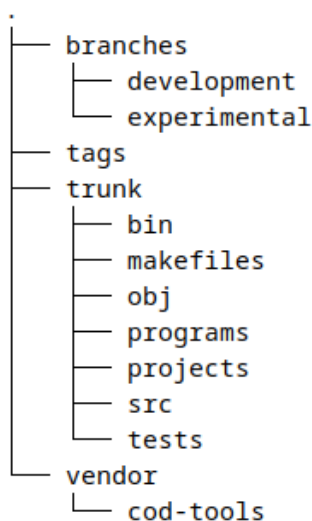 .
branches
development
experimental
tags
trunk
bin
makefiles
obj
programs
projects
src
tests
vendor
cod-tools